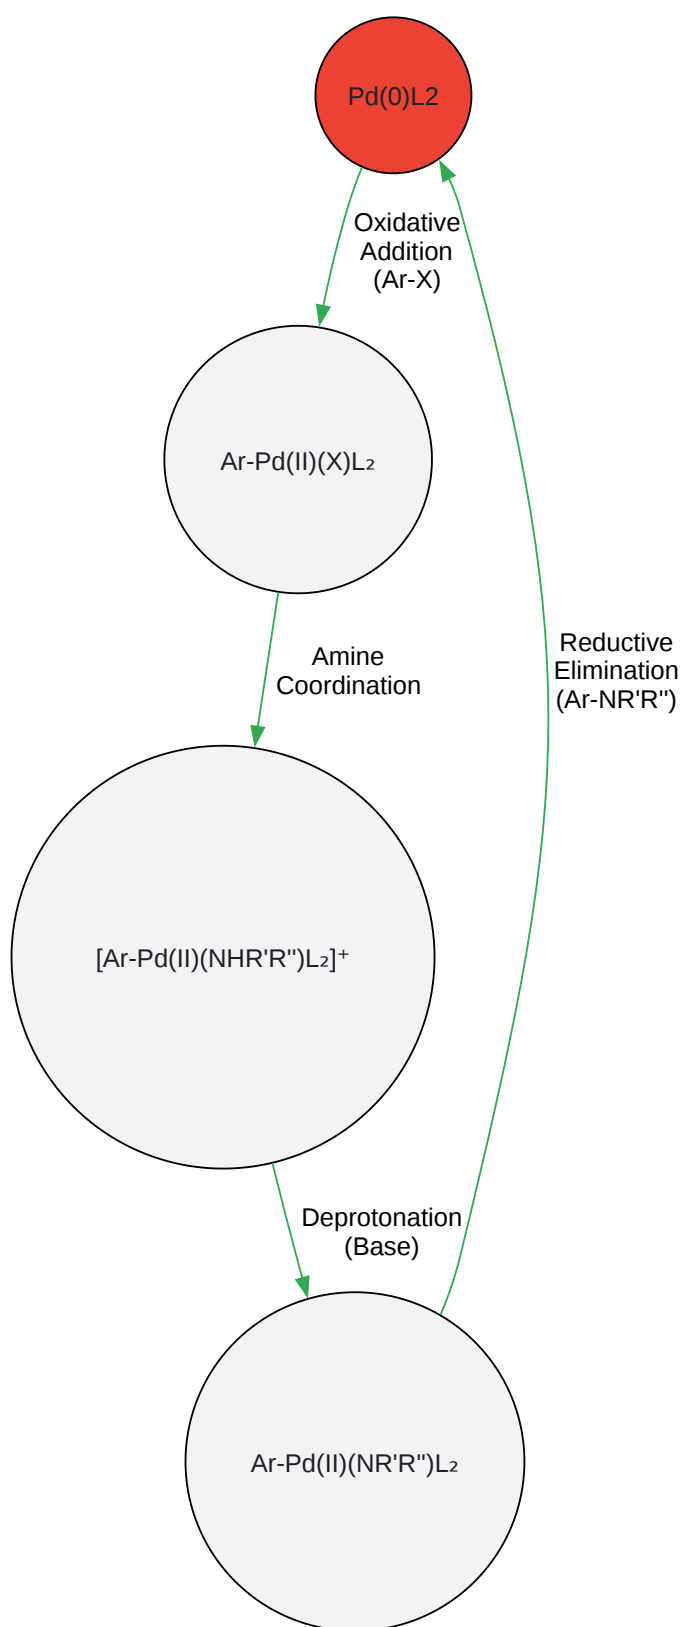 Pd(0)L2
Oxidative
Addition
(Ar-X)
Ar-Pd(II)(X)L₂
Amine
Coordination
Reductive
Elimination
(Ar-NR'R'')
[Ar-Pd(II)(NHR'R'')L₂]⁺
Deprotonation
(Base)
Ar-Pd(II)(NR'R'')L₂